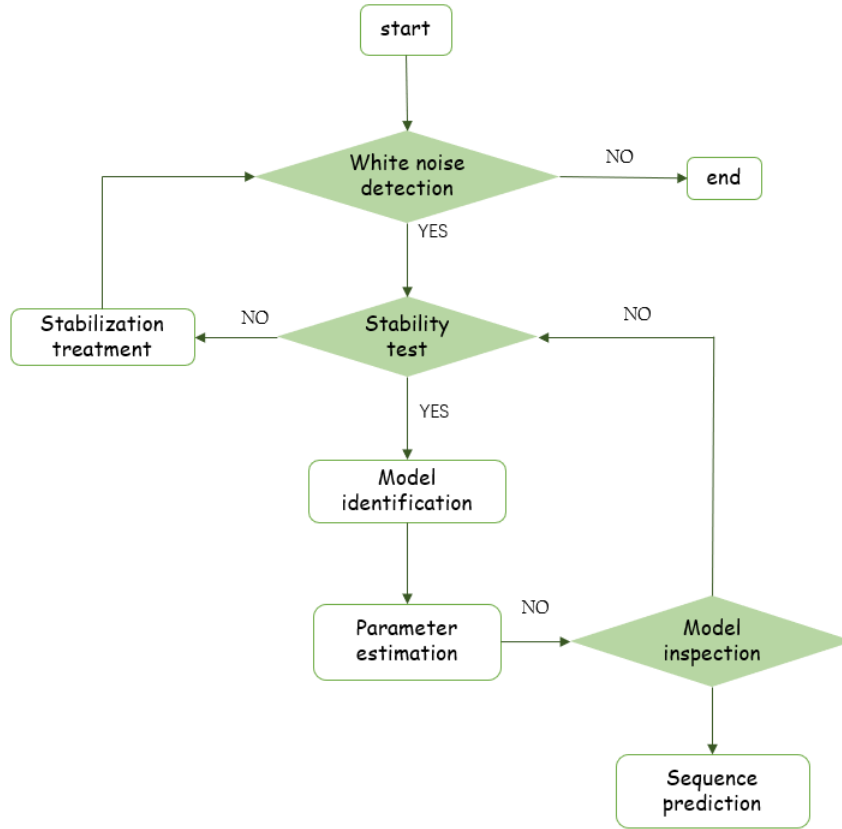 start
White noise
detection
NO
end
YES
Stabilization
treatment
NO
Stability
test
NO
YES
Model
identification
Parameter
estimation
NO
Model
inspection
Sequence
prediction